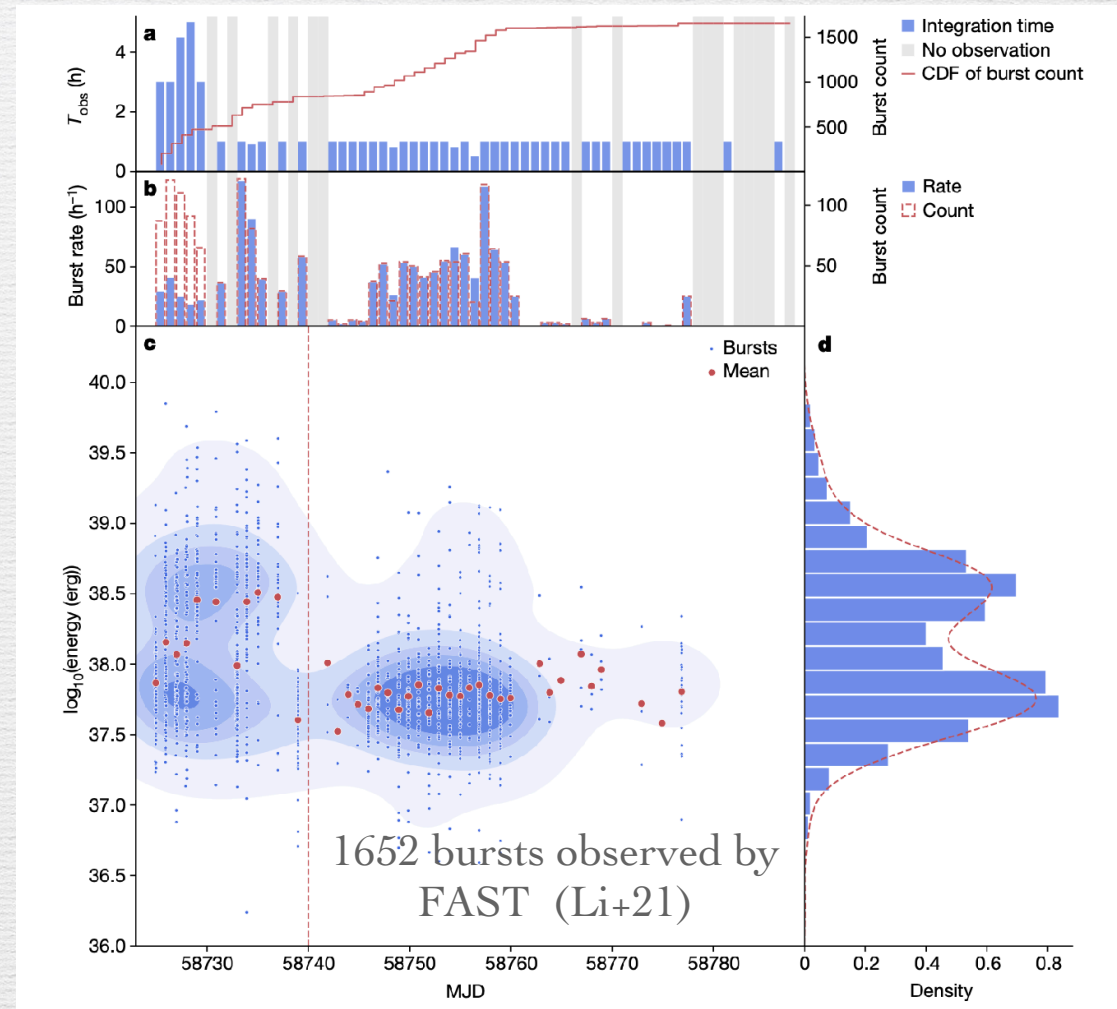 a
T_obs (h)
4
2
0
1500
1000
500
Burst count
Integration time
No observation
CDF of burst count
b
Burst rate (h⁻¹)
100
50
0
100
50
Burst count
Rate
Count
c
log₁₀(energy (erg))
40.0
39.5
39.0
38.5
38.0
37.5
37.0
36.5
36.0
Bursts
Mean
1652 bursts observed by
FAST (Li+21)
58730 58740 58750 58760 58770 58780
MJD
d
0 0.2 0.4 0.6 0.8
Density